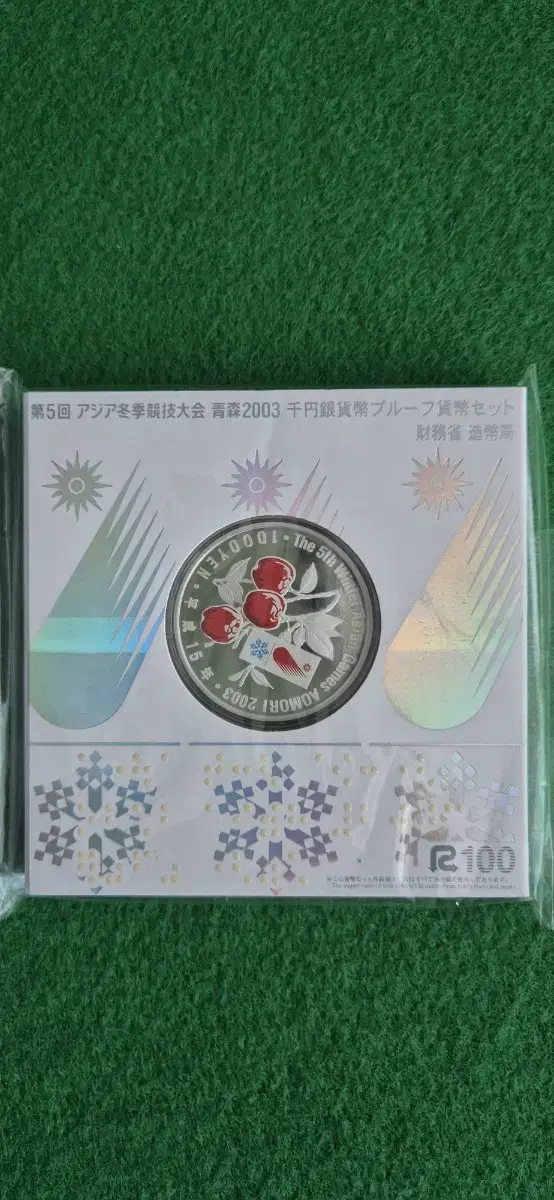 第5回 アジア冬季競技大会 青森2003 千円銀貨幣プルーフ貨幣セット
財務省 造幣局
The 5th Winter Asian Games AOMORI 2003・平成15年・1000YEN・
R100